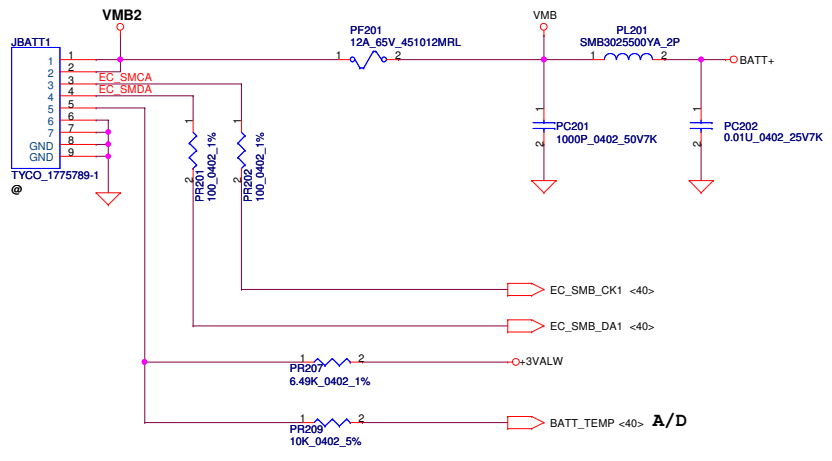 VMB2
JBATT1
1 1
2 2
3 3 EC_SMCA
4 4 EC_SMDA
5 5
6 6
7 7
GND 8
GND 9
TYCO_1775789-1
@
PF201
12A_65V_451012MRL
1 2
VMB
PL201
SMB3025500YA_2P
1 2
BATT+
1
PC201
1000P_0402_50V7K
2
1
PC202
0.01U_0402_25V7K
2
1
PR201
100_0402_1%
2
1
PR202
100_0402_1%
2
EC_SMB_CK1 <40>
EC_SMB_DA1 <40>
1 2
PR207
6.49K_0402_1%
+3VALW
1 2
PR209
10K_0402_5%
BATT_TEMP <40> A/D